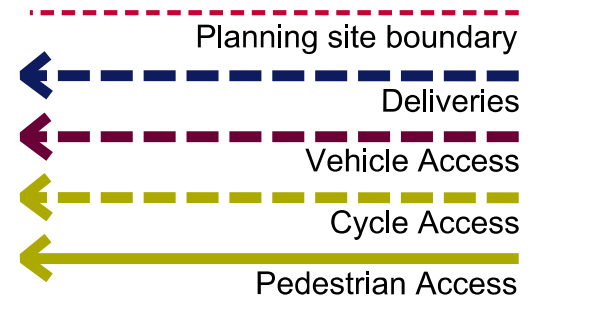 Planning site boundary
Deliveries
Vehicle Access
Cycle Access
Pedestrian Access